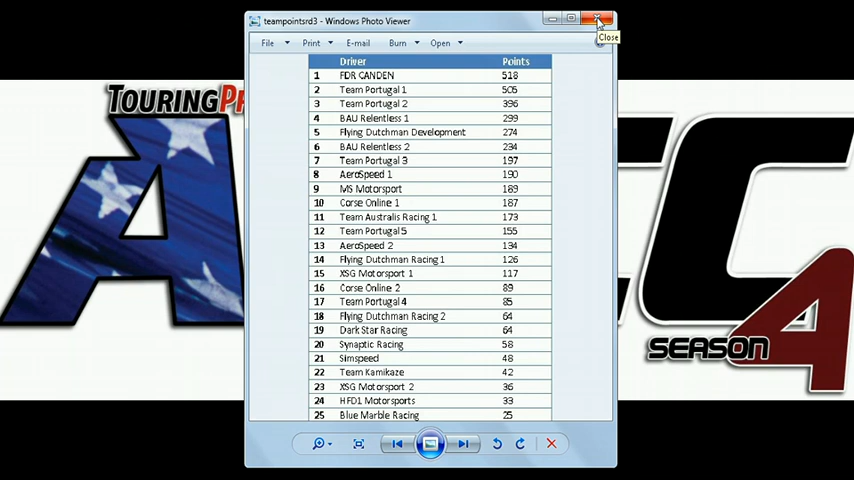 teampointsrd3 - Windows Photo Viewer
File Print E-mail Burn Open
Close
TouringPr
A CC
SEASON 4
Driver Points
1 FDR CANDEN 518
2 Team Portugal 1 505
3 Team Portugal 2 396
4 BAU Relentless 1 299
5 Flying Dutchman Development 274
6 BAU Relentless 2 234
7 Team Portugal 3 197
8 AeroSpeed 1 190
9 MS Motorsport 189
10 Corse Online 1 187
11 Team Australis Racing 1 173
12 Team Portugal 5 155
13 AeroSpeed 2 134
14 Flying Dutchman Racing 1 126
15 XSG Motorsport 1 117
16 Corse Online 2 89
17 Team Portugal 4 85
18 Flying Dutchman Racing 2 64
19 Dark Star Racing 64
20 Synaptic Racing 58
21 Simspeed 48
22 Team Kamikaze 42
23 XSG Motorsport 2 36
24 HFD1 Motorsports 33
25 Blue Marble Racing 25